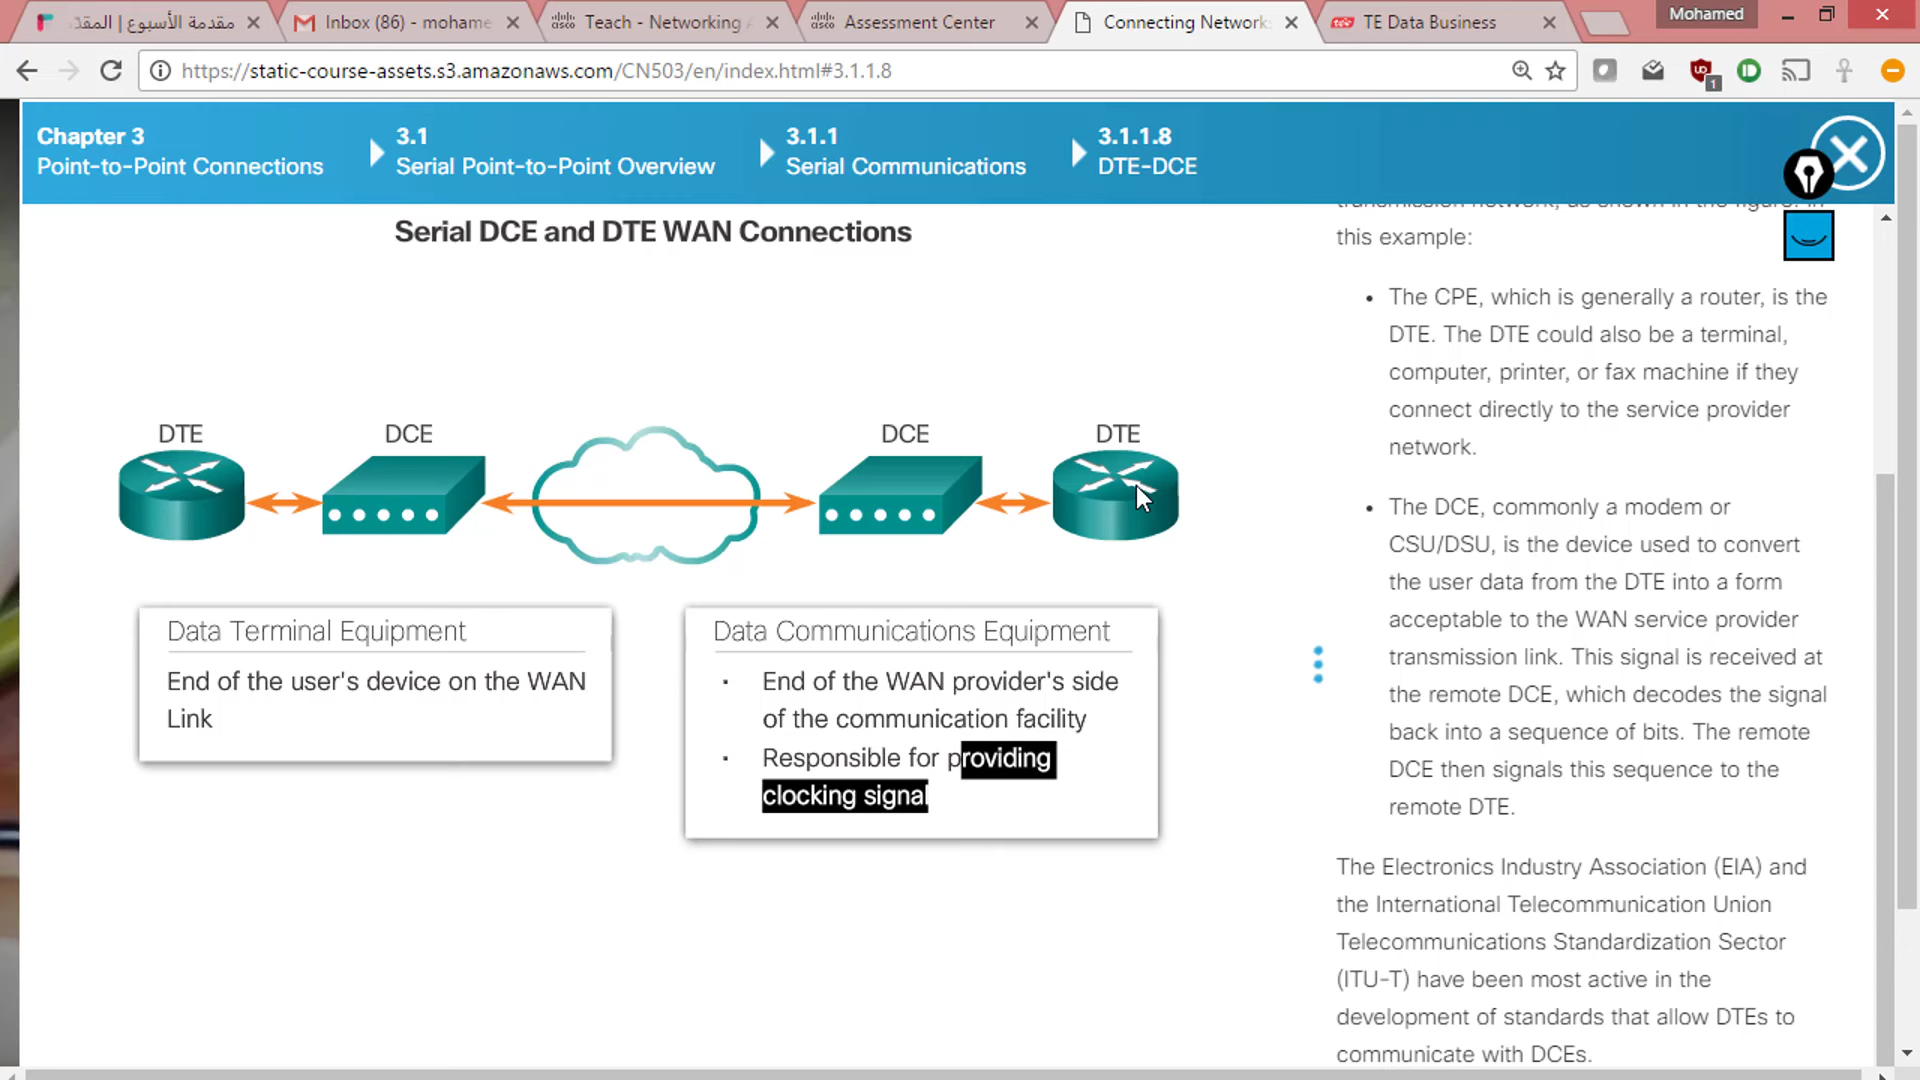 مقدمة الأسبوع | المقدّ
Inbox (86) - mohame
Teach - Networking A
Assessment Center
Connecting Network
TE Data Business
Mohamed
https://static-course-assets.s3.amazonaws.com/CN503/en/index.html#3.1.1.8
1
Chapter 3
Point-to-Point Connections
3.1
Serial Point-to-Point Overview
3.1.1
Serial Communications
3.1.1.8
DTE-DCE
Serial DCE and DTE WAN Connections
DTE
DCE
DCE
DTE
Data Terminal Equipment
End of the user's device on the WAN
Link
Data Communications Equipment
· End of the WAN provider's side
of the communication facility
· Responsible for providing
clocking signal
transmission network, as shown in the figure. In
this example:
• The CPE, which is generally a router, is the
DTE. The DTE could also be a terminal,
computer, printer, or fax machine if they
connect directly to the service provider
network.
• The DCE, commonly a modem or
CSU/DSU, is the device used to convert
the user data from the DTE into a form
acceptable to the WAN service provider
transmission link. This signal is received at
the remote DCE, which decodes the signal
back into a sequence of bits. The remote
DCE then signals this sequence to the
remote DTE.
The Electronics Industry Association (EIA) and
the International Telecommunication Union
Telecommunications Standardization Sector
(ITU-T) have been most active in the
development of standards that allow DTEs to
communicate with DCEs.